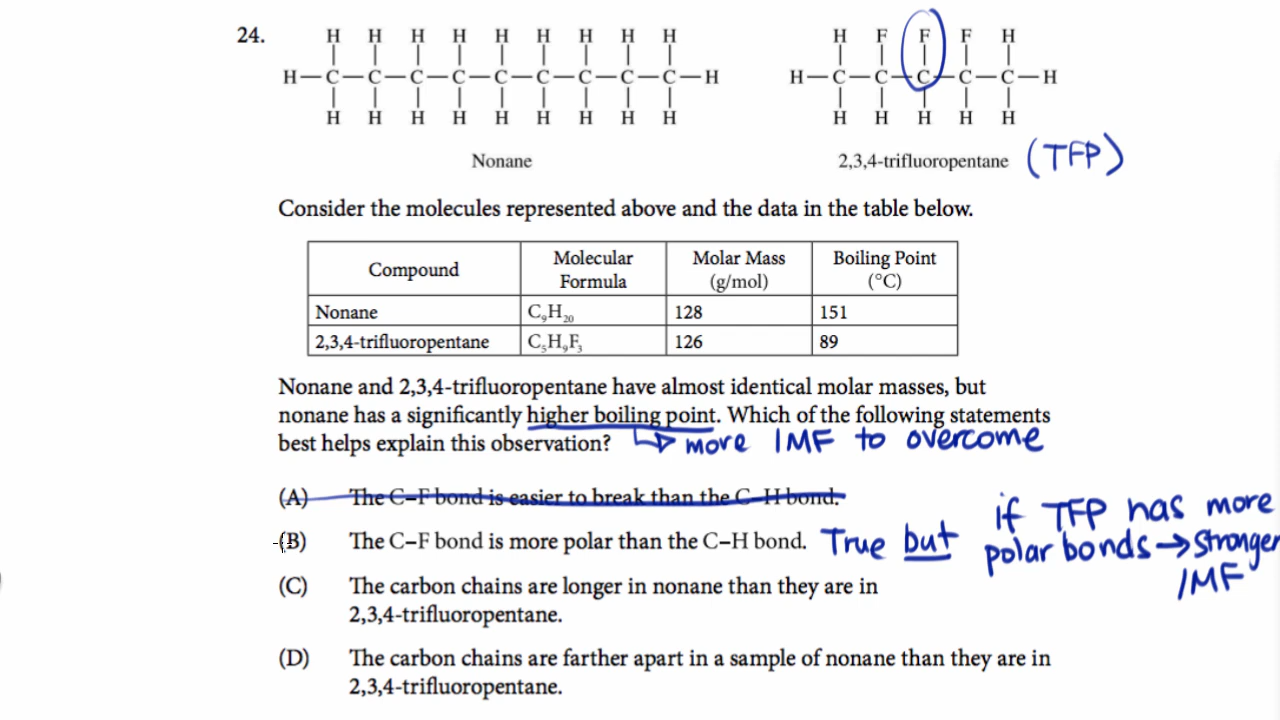 24.
H H H H H H H H H
H—C—C—C—C—C—C—C—C—C—H
H H H H H H H H H
Nonane
H F F F H
H—C—C—C—C—C—H
H H H H H
2,3,4-trifluoropentane (TFP)
Consider the molecules represented above and the data in the table below.
Compound Molecular Formula Molar Mass (g/mol) Boiling Point (°C)
Nonane C₉H₂₀ 128 151
2,3,4-trifluoropentane C₅H₉F₃ 126 89
Nonane and 2,3,4-trifluoropentane have almost identical molar masses, but
nonane has a significantly higher boiling point. Which of the following statements
best helps explain this observation? ↳ more IMF to overcome
(A) The C–F bond is easier to break than the C–H bond.
(B) The C–F bond is more polar than the C–H bond. True but
if TFP has more
polar bonds → stronger
IMF
(C) The carbon chains are longer in nonane than they are in
2,3,4-trifluoropentane.
(D) The carbon chains are farther apart in a sample of nonane than they are in
2,3,4-trifluoropentane.